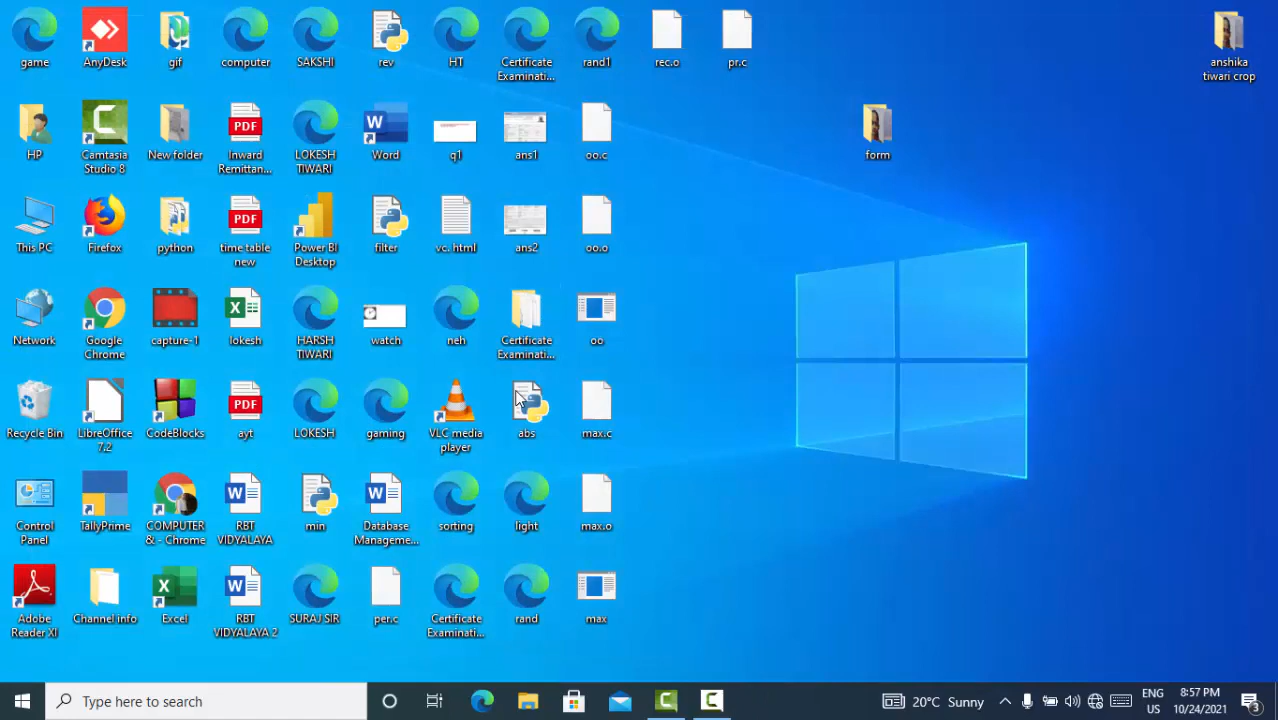 game
AnyDesk
gif
computer
SAKSHI
rev
HT
Certificate
Examinati...
rand1
rec.o
pr.c
anshika
tiwari crop
HP
Camtasia
Studio 8
New folder
PDF
Inward
Remittan...
LOKESH
TIWARI
Word
q1
ans1
oo.c
form
This PC
Firefox
python
PDF
time table
new
Power BI
Desktop
filter
vc. html
ans2
oo.o
Network
Google
Chrome
capture-1
lokesh
HARSH
TIWARI
watch
neh
Certificate
Examinati...
oo
Recycle Bin
LibreOffice
7.2
CodeBlocks
PDF
ayt
LOKESH
gaming
VLC media
player
abs
max.c
Control
Panel
TallyPrime
COMPUTER
& - Chrome
RBT
VIDYALAYA
min
Database
Manageme...
sorting
light
max.o
Adobe
Reader XI
Channel info
Excel
RBT
VIDYALAYA 2
SURAJ SIR
per.c
Certificate
Examinati...
rand
max
Type here to search
20°C Sunny
ENG
US
8:57 PM
10/24/2021
3